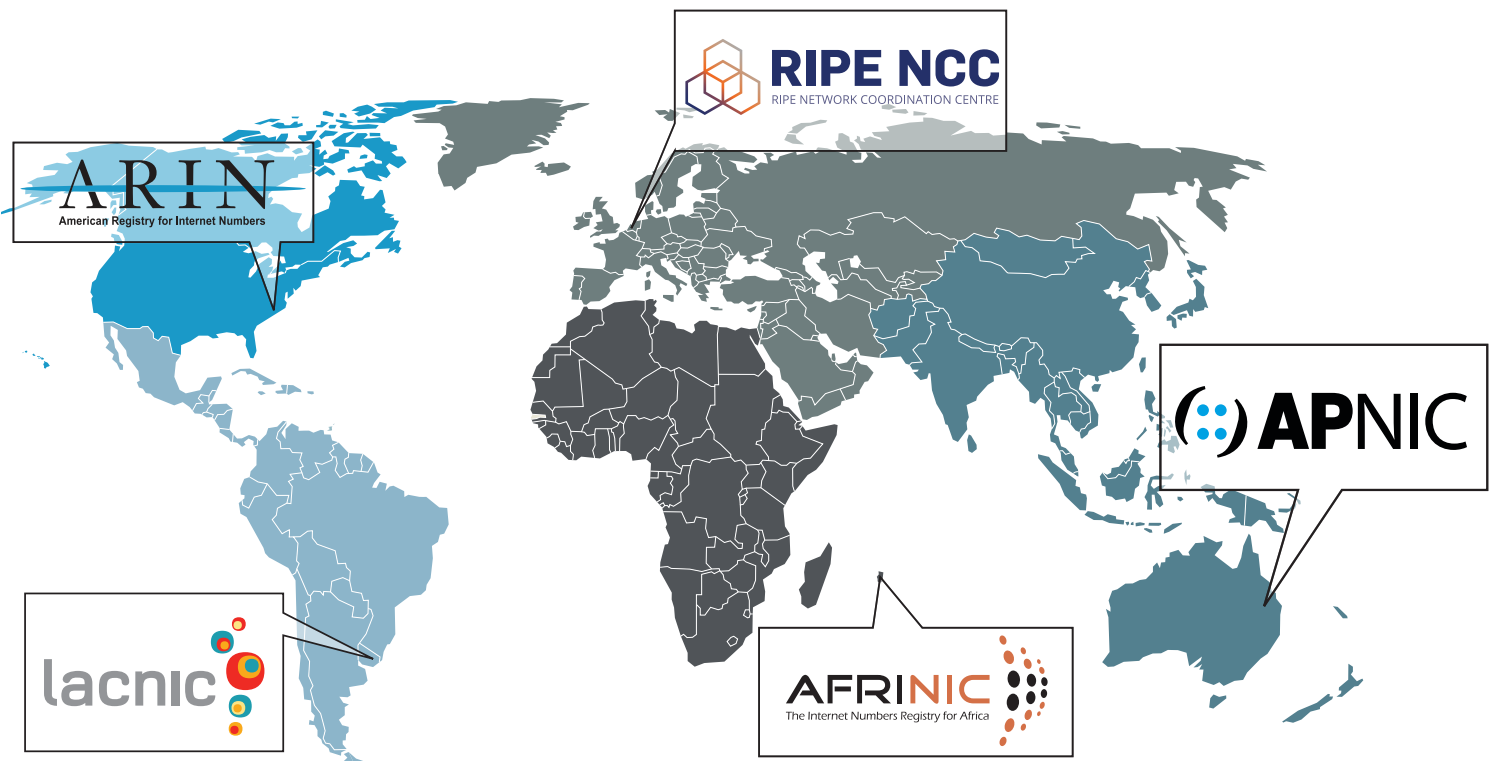 RIPE NCC
RIPE NETWORK COORDINATION CENTRE
ARIN
American Registry for Internet Numbers
APNIC
lacnic
AFRINIC
The Internet Numbers Registry for Africa